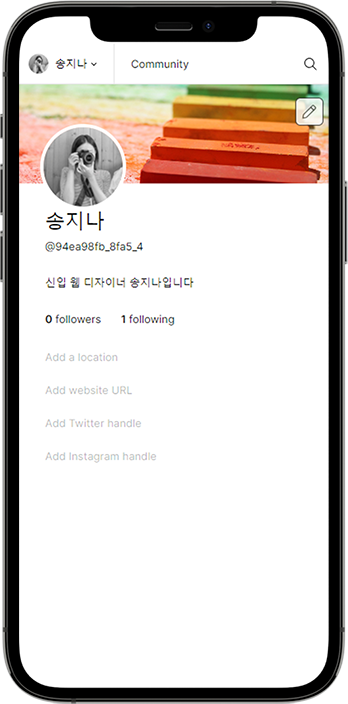 송지나
Community
송지나
@94ea98fb_8fa5_4
신입 웹 디자이너 송지나입니다
0 followers 1 following
Add a location
Add website URL
Add Twitter handle
Add Instagram handle